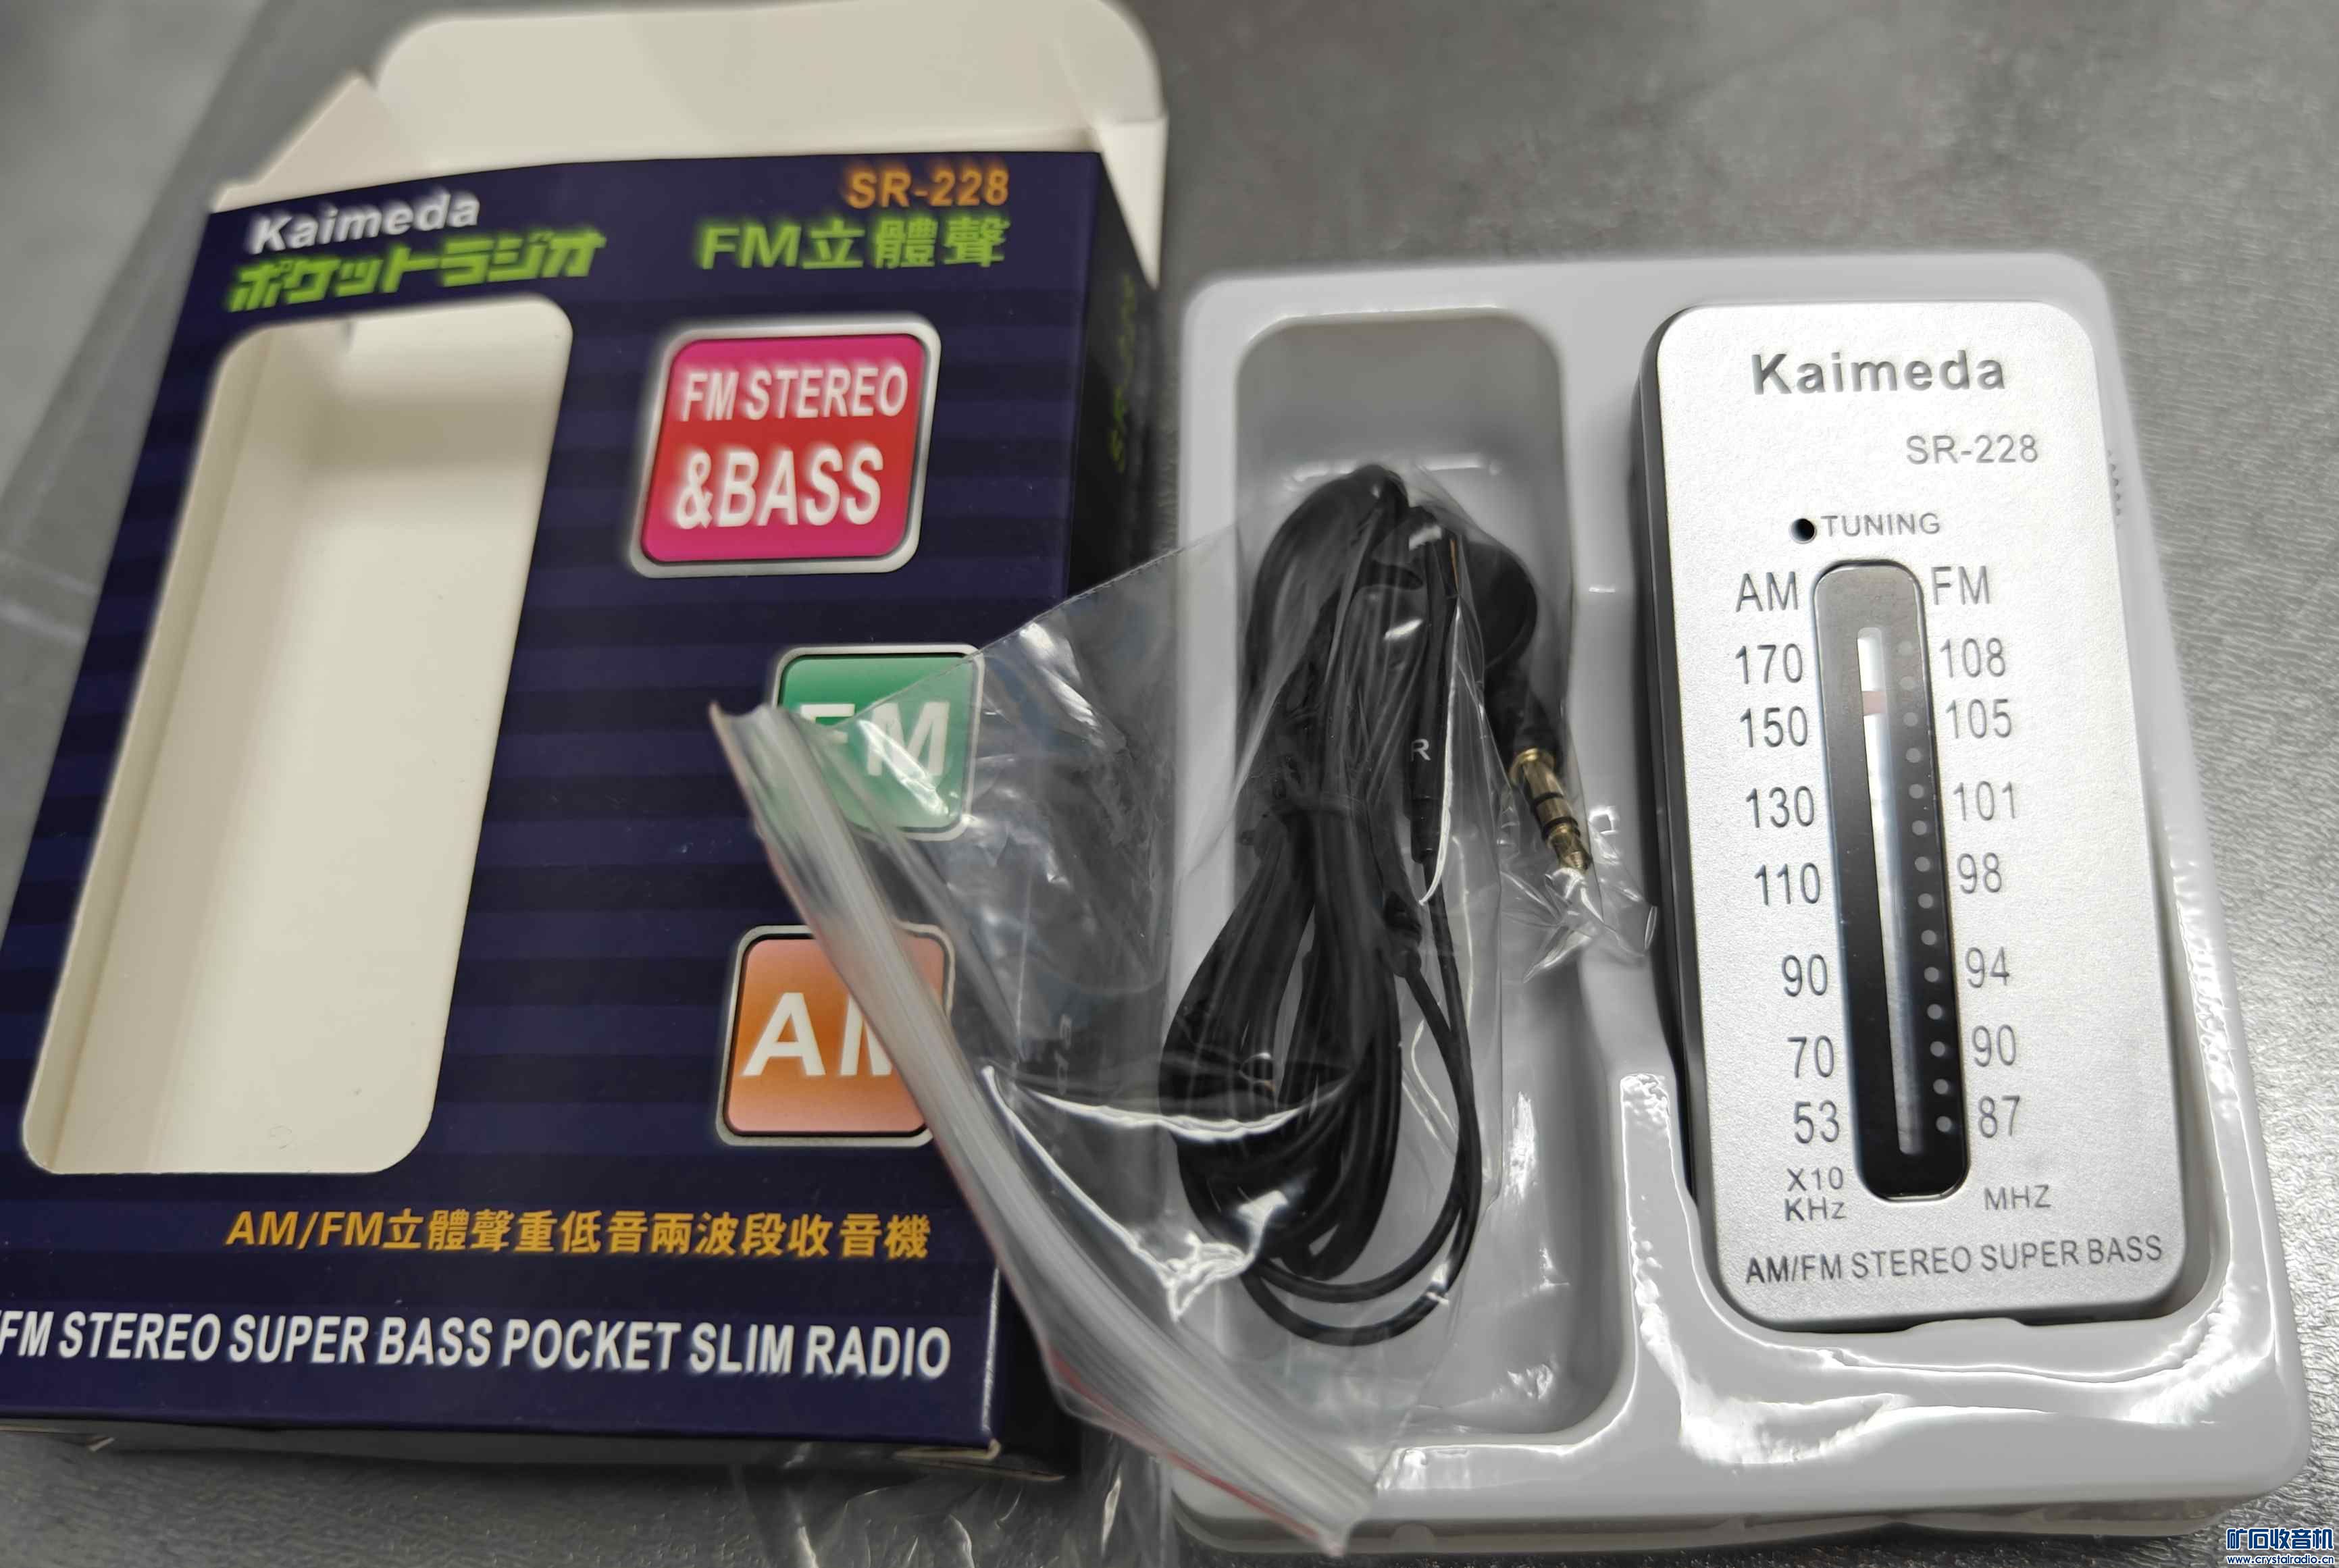 Kaimeda
ポケットラジオ
SR-228
FM立體聲
FM STEREO
&BASS
FM
AM
AM/FM立體聲重低音兩波段收音機
/FM STEREO SUPER BASS POCKET SLIM RADIO
R
Kaimeda
SR-228
TUNING
AM FM
170 108
150 105
130 101
110 98
90 94
70 90
53 87
X10
KHz MHZ
AM/FM STEREO SUPER BASS
矿石收音机
www.crystalradio.cn